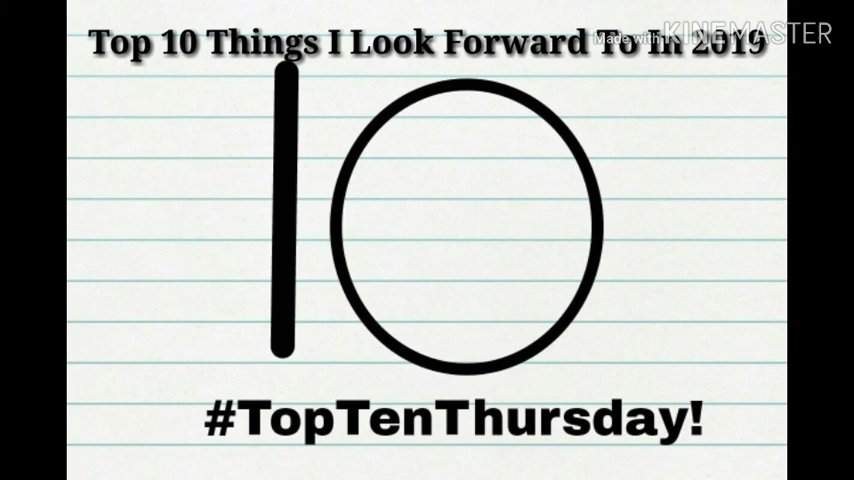 Top 10 Things I Look Forward To In 2019
Made with KINEMASTER
10
#TopTenThursday!